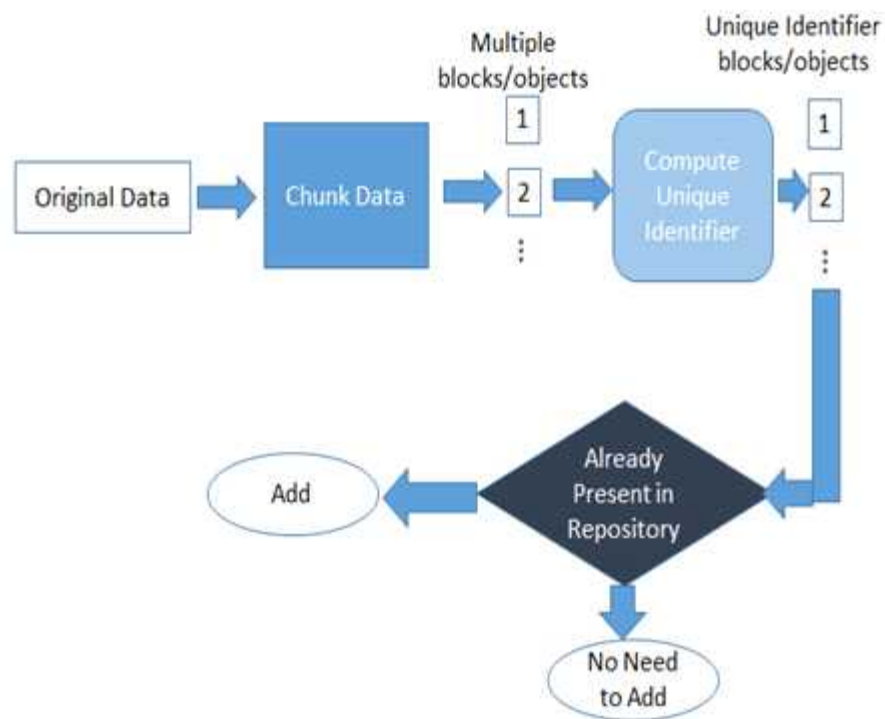 Multiple
blocks/objects
Unique Identifier
blocks/objects
1
1
Original Data
Chunk Data
2
Compute
Unique
Identifier
2
⋮
⋮
Add
Already
Present in
Repository
No Need
to Add